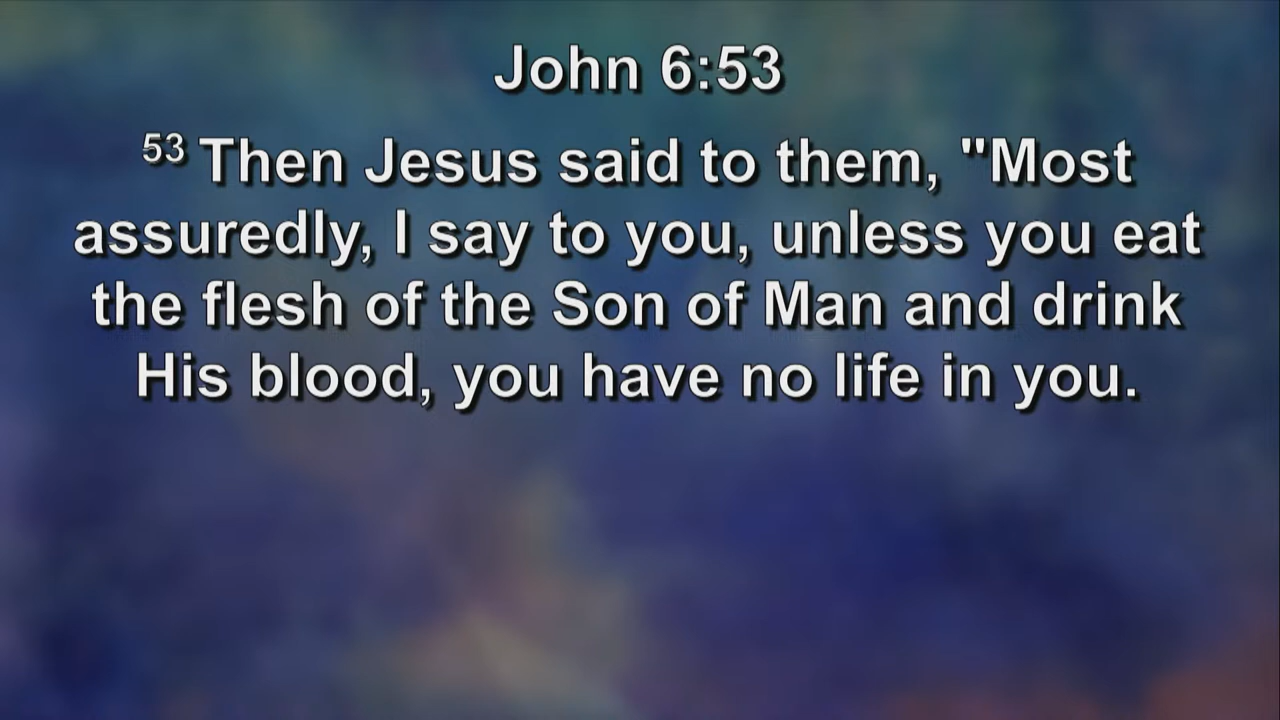 John 6:53
53 Then Jesus said to them, "Most
assuredly, I say to you, unless you eat
the flesh of the Son of Man and drink
His blood, you have no life in you.